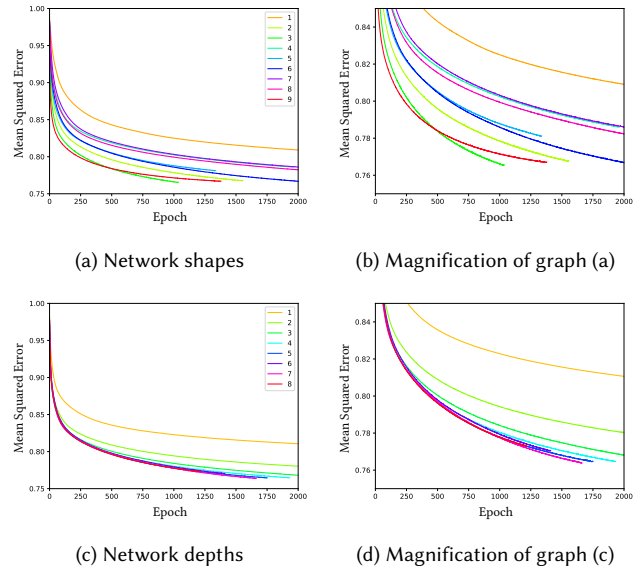 1.00
0.95
0.90
0.85
0.80
0.75
Mean Squared Error
0 250 500 750 1000 1250 1500 1750 2000
Epoch
1
2
3
4
5
6
7
8
9
(a) Network shapes
0.84
0.82
0.80
0.78
0.76
Mean Squared Error
0 250 500 750 1000 1250 1500 1750 2000
Epoch
(b) Magnification of graph (a)
1.00
0.95
0.90
0.85
0.80
0.75
Mean Squared Error
0 250 500 750 1000 1250 1500 1750 2000
Epoch
1
2
3
4
5
6
7
8
(c) Network depths
0.84
0.82
0.80
0.78
0.76
Mean Squared Error
0 250 500 750 1000 1250 1500 1750 2000
Epoch
(d) Magnification of graph (c)